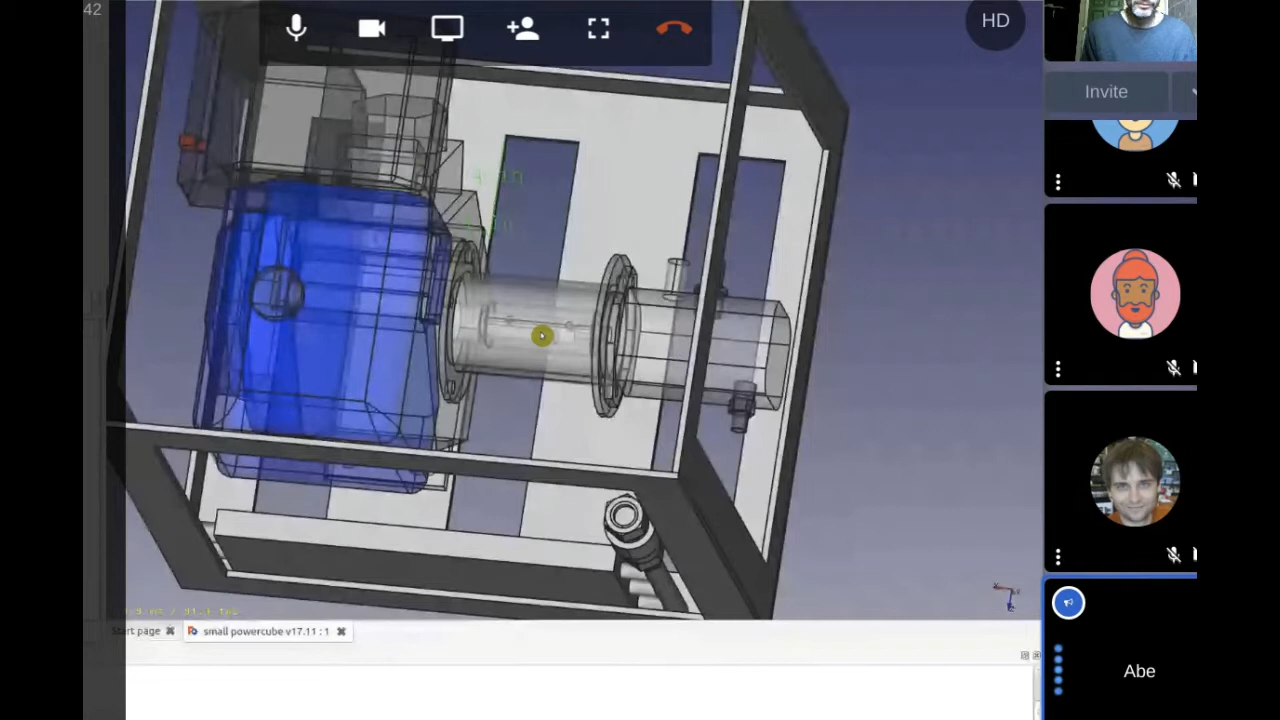 42
HD
Invite
Start page
small powercube v17.11 : 1
Abe